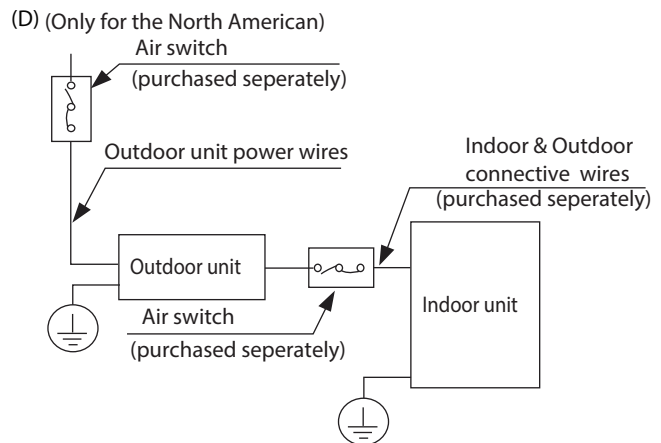 (D) (Only for the North American)
Air switch
(purchased seperately)
Outdoor unit power wires
Indoor & Outdoor
connective wires
(purchased seperately)
Outdoor unit
Air switch
(purchased seperately)
Indoor unit